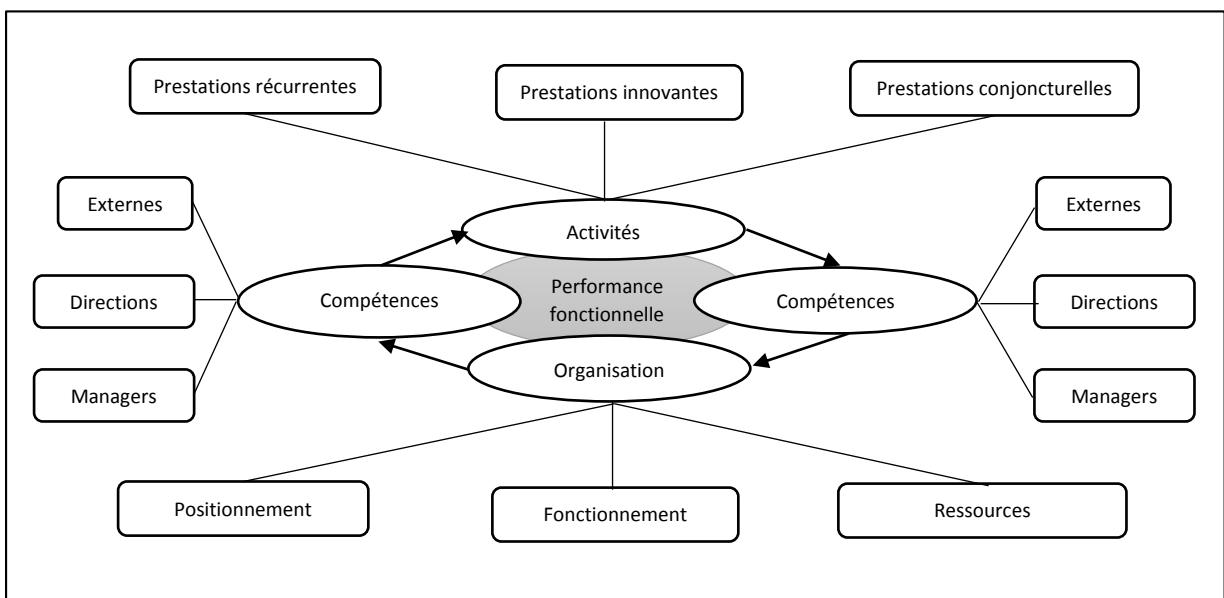 Prestations récurrentes
Prestations innovantes
Prestations conjoncturelles
Externes
Activités
Externes
Directions
Compétences
Performance
fonctionnelle
Compétences
Directions
Organisation
Managers
Managers
Positionnement
Fonctionnement
Ressources